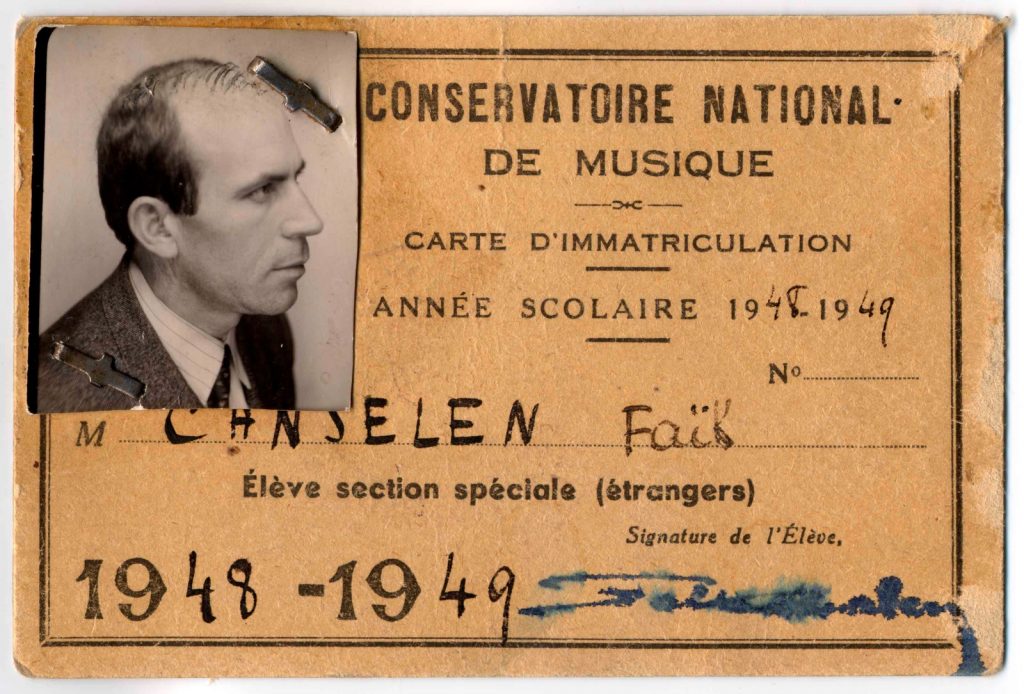 CONSERVATOIRE NATIONAL
DE MUSIQUE
CARTE D'IMMATRICULATION
ANNÉE SCOLAIRE 1948-1949
Nº
M CANSELEN Faïk
Élève section spéciale (étrangers)
Signature de l'Élève,
1948-1949